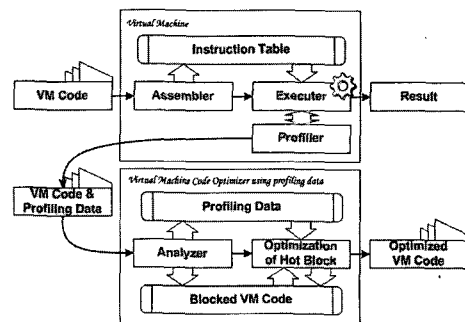 Virtual Machine
Instruction Table
VM Code
Assembler
Executer
Result
Profiler
VM Code &
Profiling Data
Virtual Machine Code Optimizer using profiling data
Profiling Data
Analyzer
Optimization
of Hot Block
Optimized
VM Code
Blocked VM Code